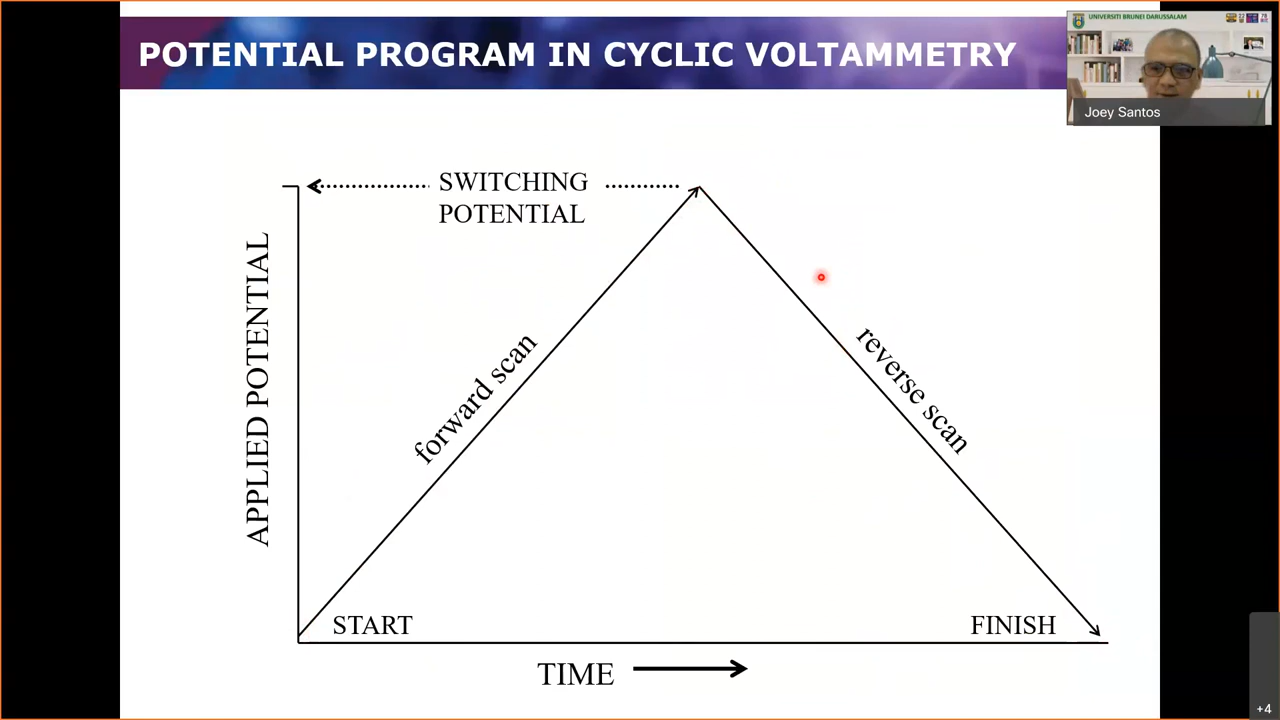 POTENTIAL PROGRAM IN CYCLIC VOLTAMMETRY
UNIVERSITI BRUNEI DARUSSALAM
Joey Santos
SWITCHING
POTENTIAL
APPLIED POTENTIAL
forward scan
reverse scan
START
FINISH
TIME
+4